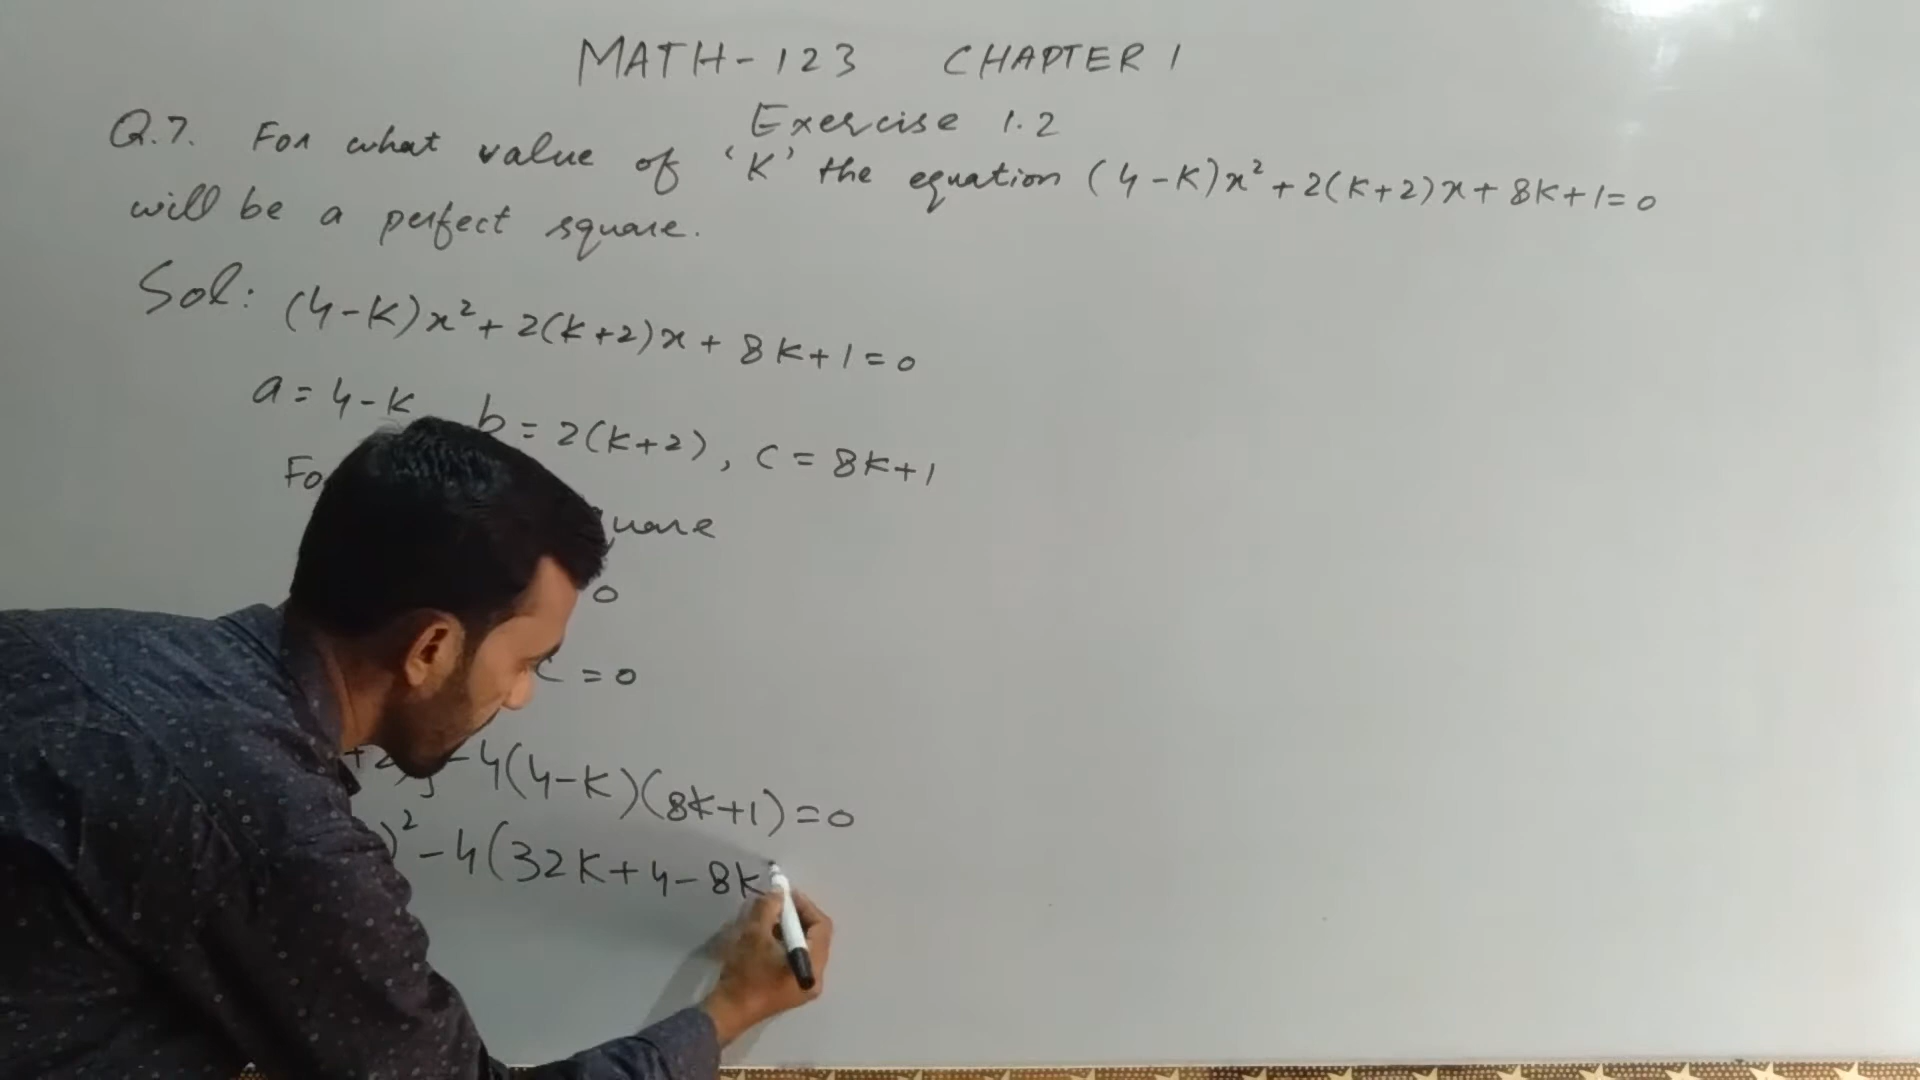 MATH-123 CHAPTER 1
Exercise 1.2
Q.7. For what value of 'K' the equation (4-K)x²+2(K+2)x+8K+1=0
will be a perfect square.
Sol: (4-K)x²+2(K+2)x+8K+1=0
a=4-K b=2(K+2), c=8K+1
=0
-4(4-K)(8K+1)=0
)²-4(32K+4-8K